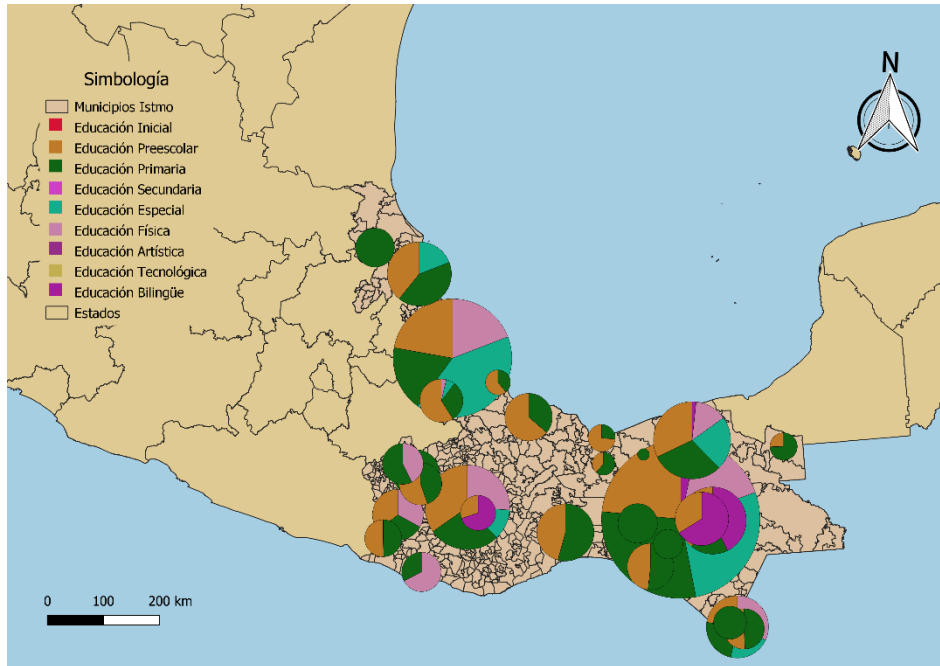 Simbología
Municipios Istmo
Educación Inicial
Educación Preescolar
Educación Primaria
Educación Secundaria
Educación Especial
Educación Física
Educación Artística
Educación Tecnológica
Educación Bilingüe
Estados
N
0 100 200 km